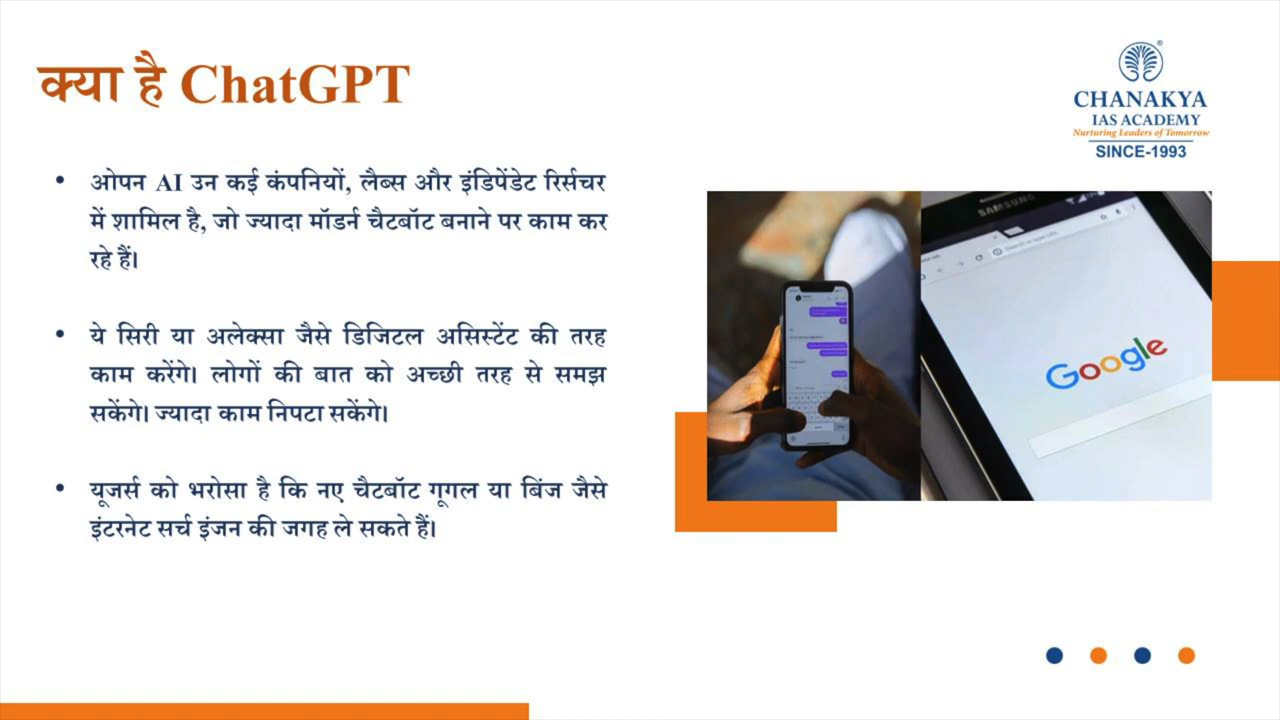 क्या है ChatGPT
CHANAKYA
IAS ACADEMY
Nurturing Leaders of Tomorrow
SINCE-1993
• ओपन AI उन कई कंपनियों, लैब्स और इंडिपेंडेट रिर्सचर
में शामिल है, जो ज्यादा मॉडर्न चैटबॉट बनाने पर काम कर
रहे हैं।
• ये सिरी या अलेक्सा जैसे डिजिटल असिस्टेंट की तरह
काम करेंगे। लोगों की बात को अच्छी तरह से समझ
सकेंगे। ज्यादा काम निपटा सकेंगे।
• यूजर्स को भरोसा है कि नए चैटबॉट गूगल या बिंज जैसे
इंटरनेट सर्च इंजन की जगह ले सकते हैं।
SAMSUNG
Google